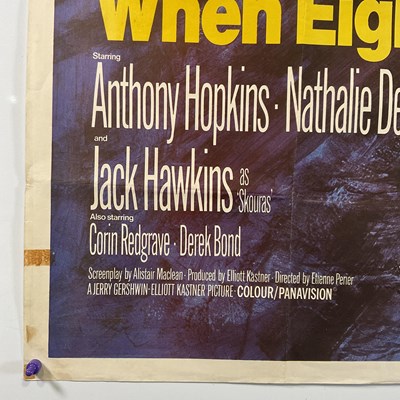 When Eig
Starring
Anthony Hopkins · Nathalie De
and
Jack Hawkins as 'Skouras'
Also starring
Corin Redgrave · Derek Bond
Screenplay by Alistair Maclean · Produced by Elliott Kastner · Directed by Etienne Perier
A JERRY GERSHWIN · ELLIOTT KASTNER PICTURE · COLOUR/PANAVISION